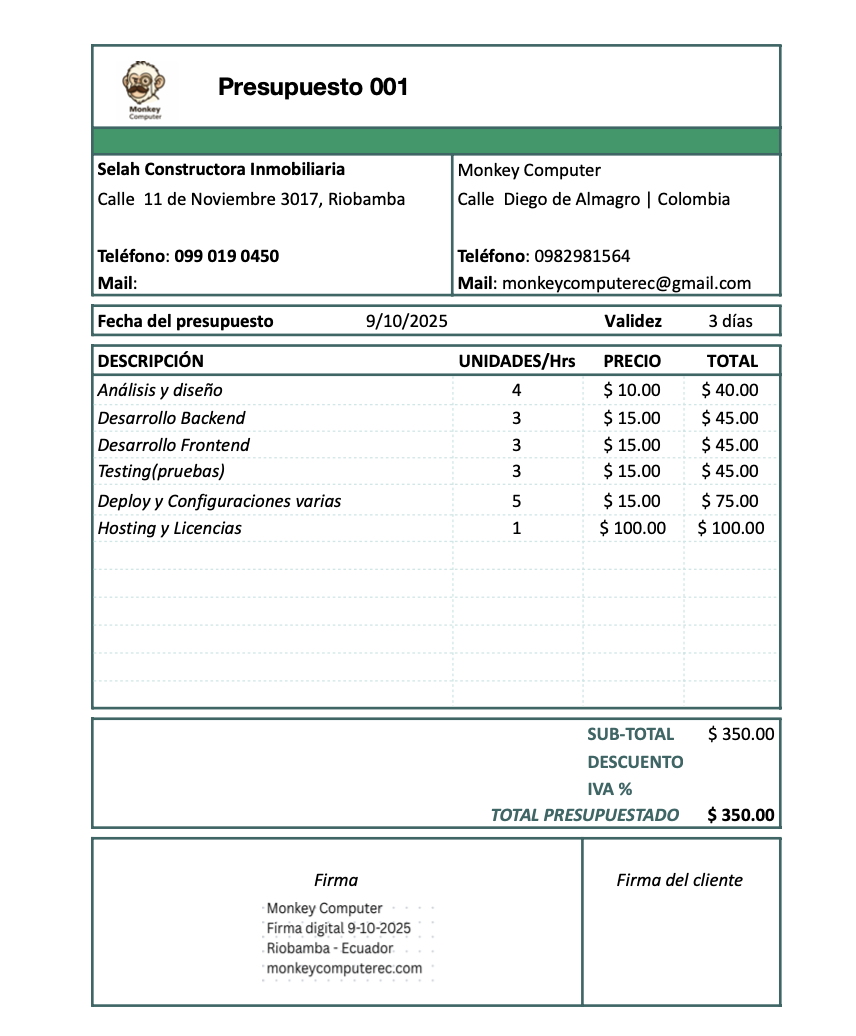 Monkey
Computer
Presupuesto 001
Selah Constructora Inmobiliaria
Calle 11 de Noviembre 3017, Riobamba
Teléfono: 099 019 0450
Mail:
Monkey Computer
Calle Diego de Almagro | Colombia
Teléfono: 0982981564
Mail: monkeycomputerec@gmail.com
Fecha del presupuesto 9/10/2025 Validez 3 días
DESCRIPCIÓN UNIDADES/Hrs PRECIO TOTAL
Análisis y diseño 4 $ 10.00 $ 40.00
Desarrollo Backend 3 $ 15.00 $ 45.00
Desarrollo Frontend 3 $ 15.00 $ 45.00
Testing(pruebas) 3 $ 15.00 $ 45.00
Deploy y Configuraciones varias 5 $ 15.00 $ 75.00
Hosting y Licencias 1 $ 100.00 $ 100.00
SUB-TOTAL $ 350.00
DESCUENTO
IVA %
TOTAL PRESUPUESTADO $ 350.00
Firma
Monkey Computer
Firma digital 9-10-2025
Riobamba - Ecuador
monkeycomputerec.com
Firma del cliente